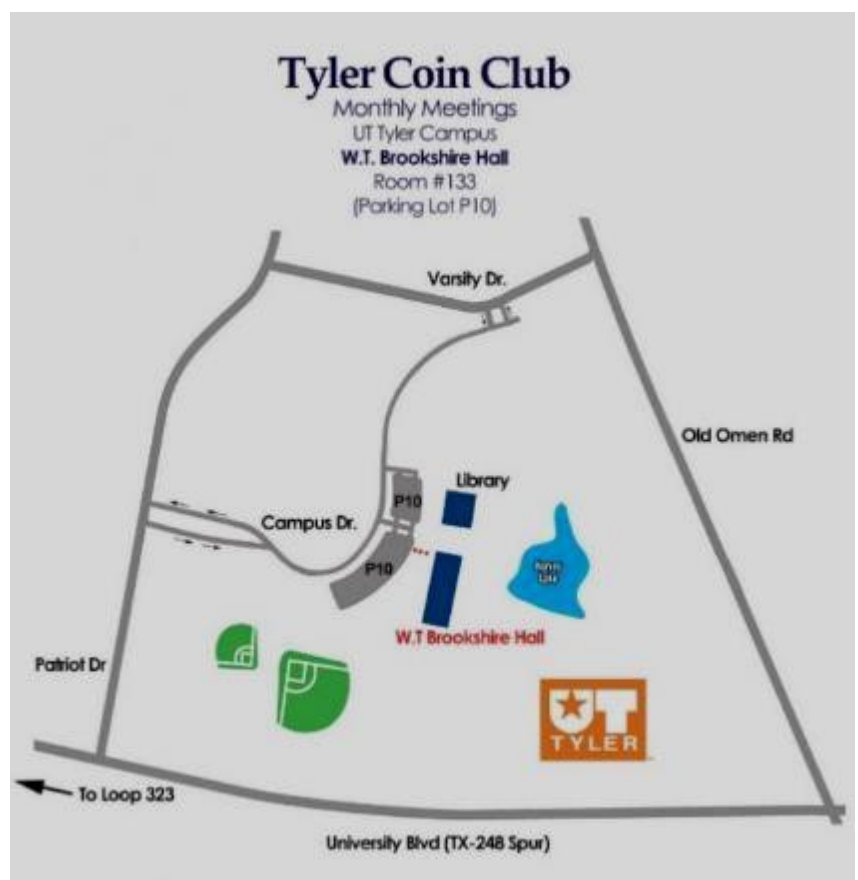 Tyler Coin Club
Monthly Meetings
UT Tyler Campus
W.T. Brookshire Hall
Room #133
(Parking Lot P10)
Varsity Dr.
Old Omen Rd
Library
P10
Campus Dr.
P10
W.T Brookshire Hall
Patriot Dr
UT
TYLER
To Loop 323
University Blvd (TX-248 Spur)